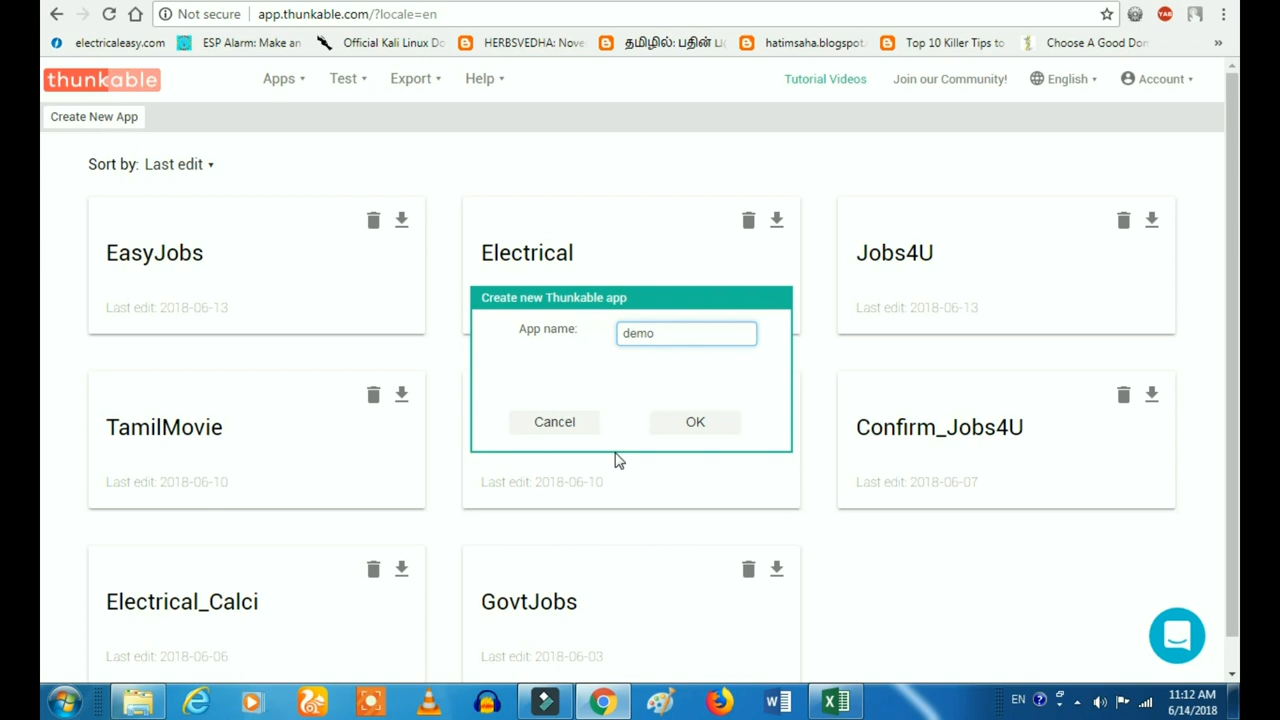 Not secure app.thunkable.com/?locale=en
electricaleasy.com ESP Alarm: Make an Official Kali Linux Do HERBSVEDHA: Nove தமிழில்: பதின் ப hatimsaha.blogspot. Top 10 Killer Tips to Choose A Good Don »
thunkable Apps Test Export Help Tutorial Videos Join our Community! English Account
Create New App
Sort by: Last edit
EasyJobs Electrical Jobs4U
Last edit: 2018-06-13 Last edit: 2018-06-13
Create new Thunkable app
App name: demo
Cancel OK
TamilMovie Confirm_Jobs4U
Last edit: 2018-06-10 Last edit: 2018-06-10 Last edit: 2018-06-07
Electrical_Calci GovtJobs
Last edit: 2018-06-06 Last edit: 2018-06-03
EN 11:12 AM
6/14/2018